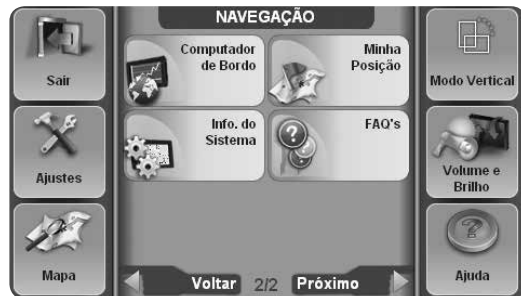 NAVEGAÇÃO
Sair
Computador
de Bordo
Minha
Posição
Modo Vertical
Ajustes
Info. do
Sistema
FAQ's
Volume e
Brilho
Mapa
Voltar 2/2 Próximo
Ajuda